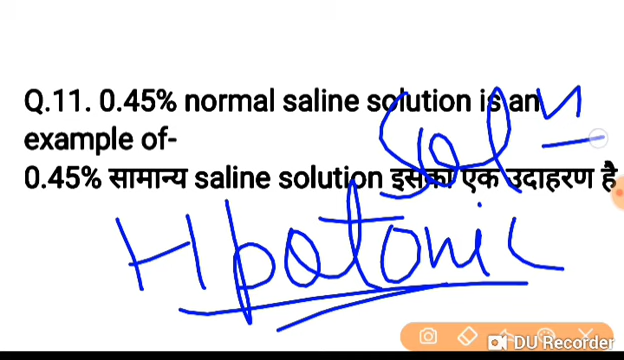 Q.11. 0.45% normal saline solution is an
example of-
0.45% सामान्य saline solution इसका एक उदाहरण है
Hpotonic Sol
DU Recorder